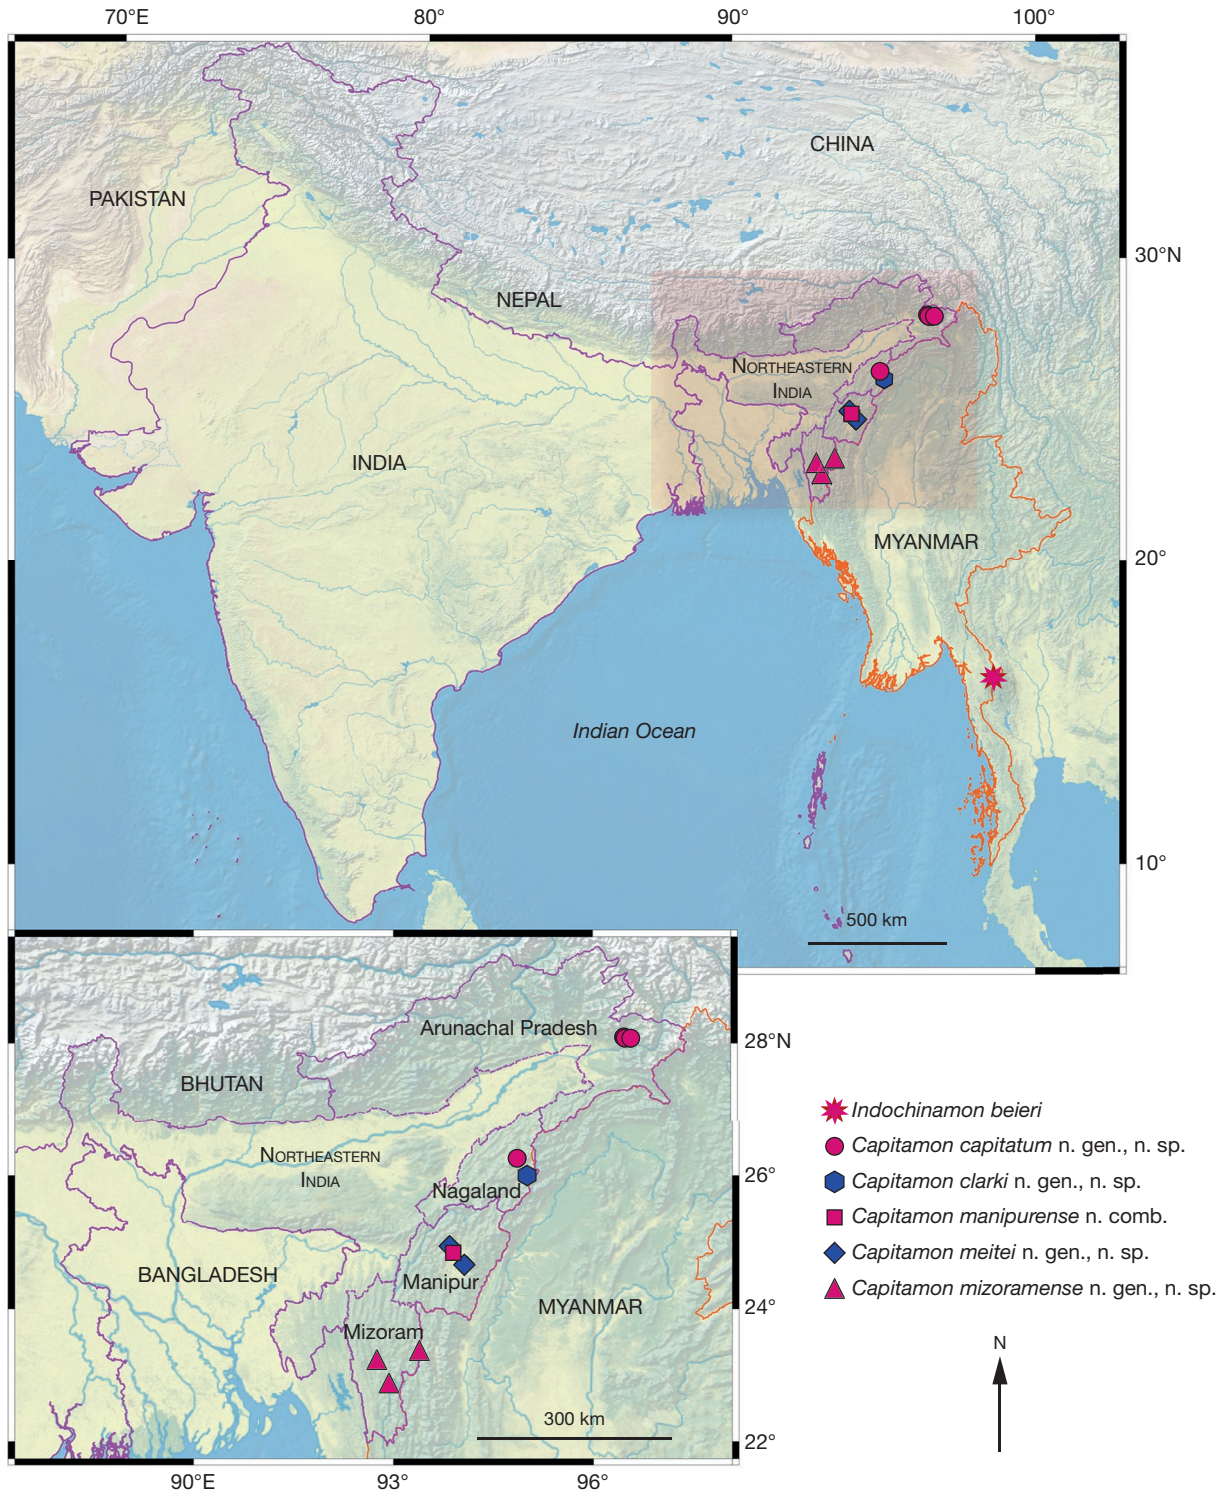 70°E 80° 90° 100°
CHINA
PAKISTAN
30°N
NEPAL
NORTHEASTERN
INDIA
INDIA
MYANMAR
20°
Indian Ocean
10°
500 km
Arunachal Pradesh
28°N
BHUTAN
NORTHEASTERN
INDIA
26°
Nagaland
BANGLADESH
Manipur
MYANMAR
24°
Mizoram
300 km
22°
90°E 93° 96°
Indochinamon beieri
Capitamon capitatum n. gen., n. sp.
Capitamon clarki n. gen., n. sp.
Capitamon manipurense n. comb.
Capitamon meitei n. gen., n. sp.
Capitamon mizoramense n. gen., n. sp.
N